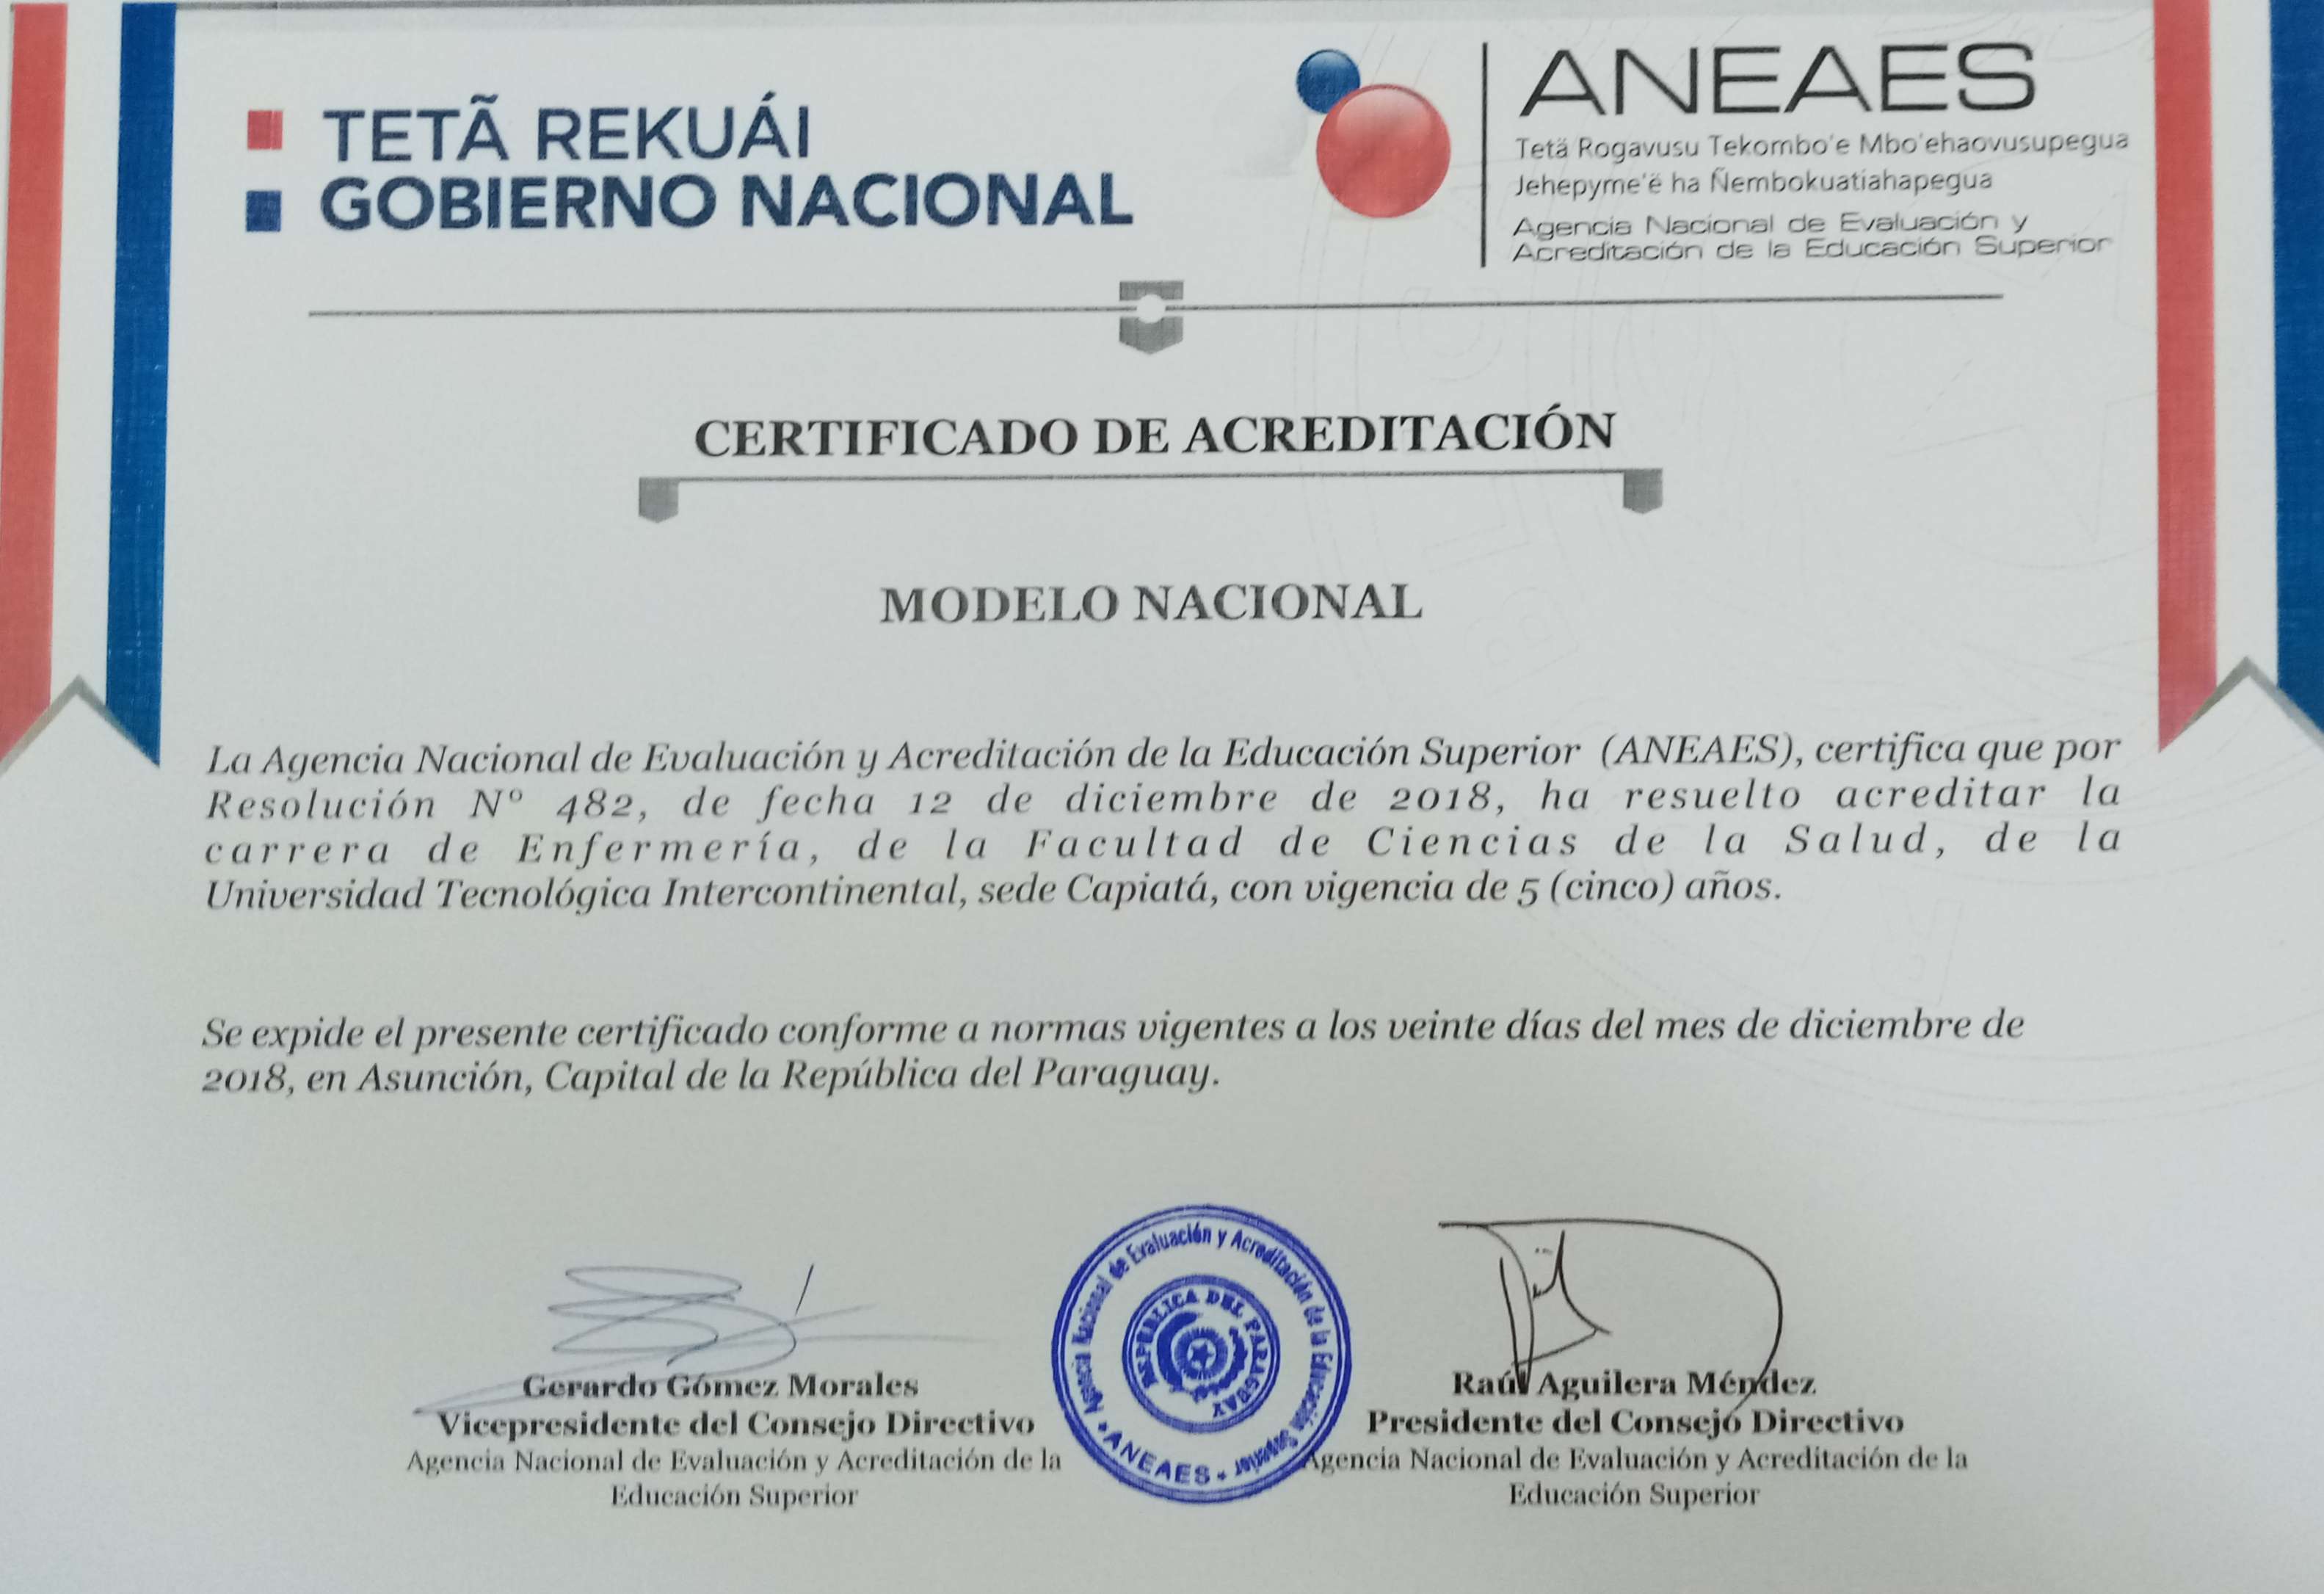 TETÃ REKUÁI
GOBIERNO NACIONAL
ANEAES
Tetä Rogavusu Tekombo'e Mbo'ehaovusupegua
Jehepyme'ë ha Ñembokuatiahapegua
Agencia Nacional de Evaluación y
Acreditación de la Educación Superior
CERTIFICADO DE ACREDITACIÓN
MODELO NACIONAL
La Agencia Nacional de Evaluación y Acreditación de la Educación Superior (ANEAES), certifica que por
Resolución N° 482, de fecha 12 de diciembre de 2018, ha resuelto acreditar la
carrera de Enfermería, de la Facultad de Ciencias de la Salud, de la
Universidad Tecnológica Intercontinental, sede Capiatá, con vigencia de 5 (cinco) años.
Se expide el presente certificado conforme a normas vigentes a los veinte días del mes de diciembre de
2018, en Asunción, Capital de la República del Paraguay.
Gerardo Gómez Morales
Vicepresidente del Consejo Directivo
Agencia Nacional de Evaluación y Acreditación de la
Educación Superior
Agencia Nacional de Evaluación y Acreditación de la Educación Superior
• ANEAES •
REPUBLICA DEL PARAGUAY
Raúl Aguilera Méndez
Presidente del Consejo Directivo
Agencia Nacional de Evaluación y Acreditación de la
Educación Superior